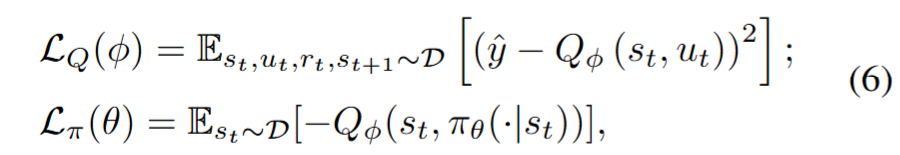 𝓛_Q(ϕ) = 𝔼_{s_t,u_t,r_t,s_{t+1}∼𝒟} [(ŷ − Q_ϕ (s_t, u_t))²] ;
(6)
𝓛_π(θ) = 𝔼_{s_t∼𝒟}[−Q_ϕ(s_t, π_θ(·|s_t))],